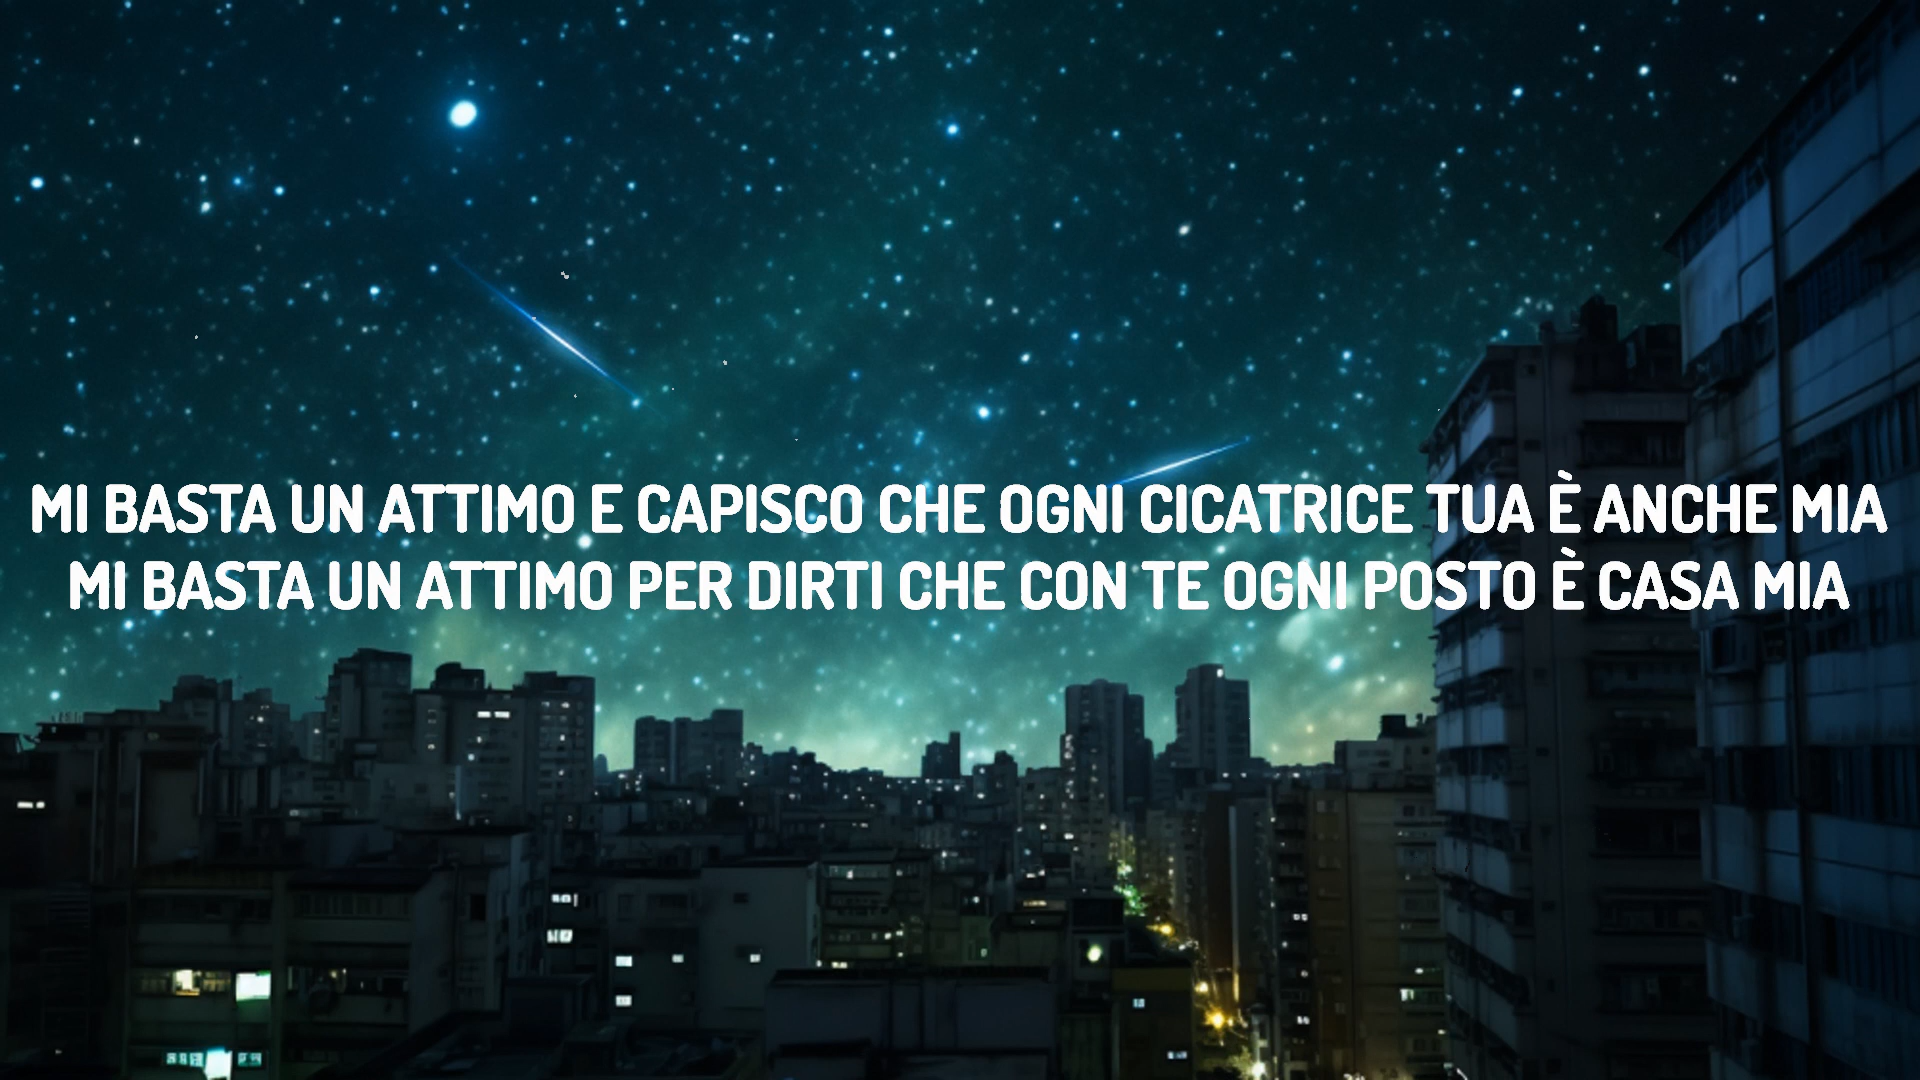 MI BASTA UN ATTIMO E CAPISCO CHE OGNI CICATRICE TUA È ANCHE MIA
MI BASTA UN ATTIMO PER DIRTI CHE CON TE OGNI POSTO È CASA MIA